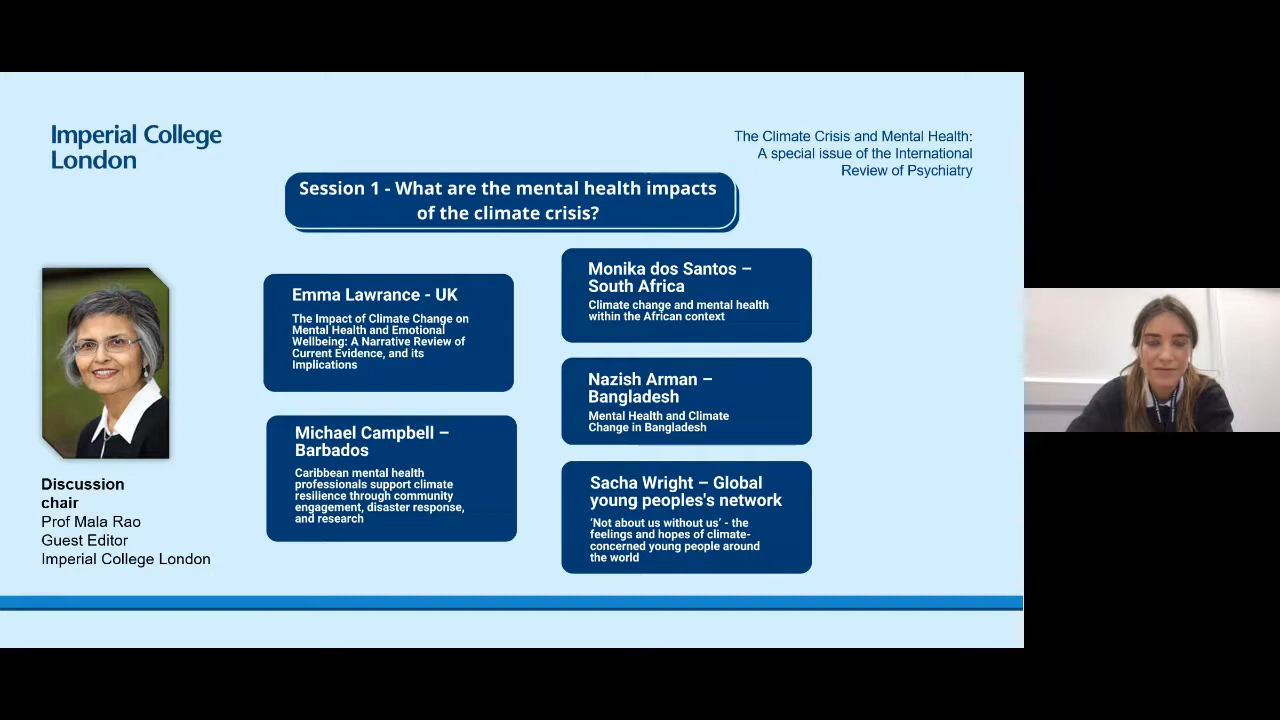 Imperial College
London
The Climate Crisis and Mental Health:
A special issue of the International
Review of Psychiatry
Session 1 - What are the mental health impacts
of the climate crisis?
Discussion
chair
Prof Mala Rao
Guest Editor
Imperial College London
Emma Lawrance - UK
The Impact of Climate Change on
Mental Health and Emotional
Wellbeing: A Narrative Review of
Current Evidence, and its
Implications
Michael Campbell –
Barbados
Caribbean mental health
professionals support climate
resilience through community
engagement, disaster response,
and research
Monika dos Santos –
South Africa
Climate change and mental health
within the African context
Nazish Arman –
Bangladesh
Mental Health and Climate
Change in Bangladesh
Sacha Wright – Global
young peoples's network
‘Not about us without us’ - the
feelings and hopes of climate-
concerned young people around
the world